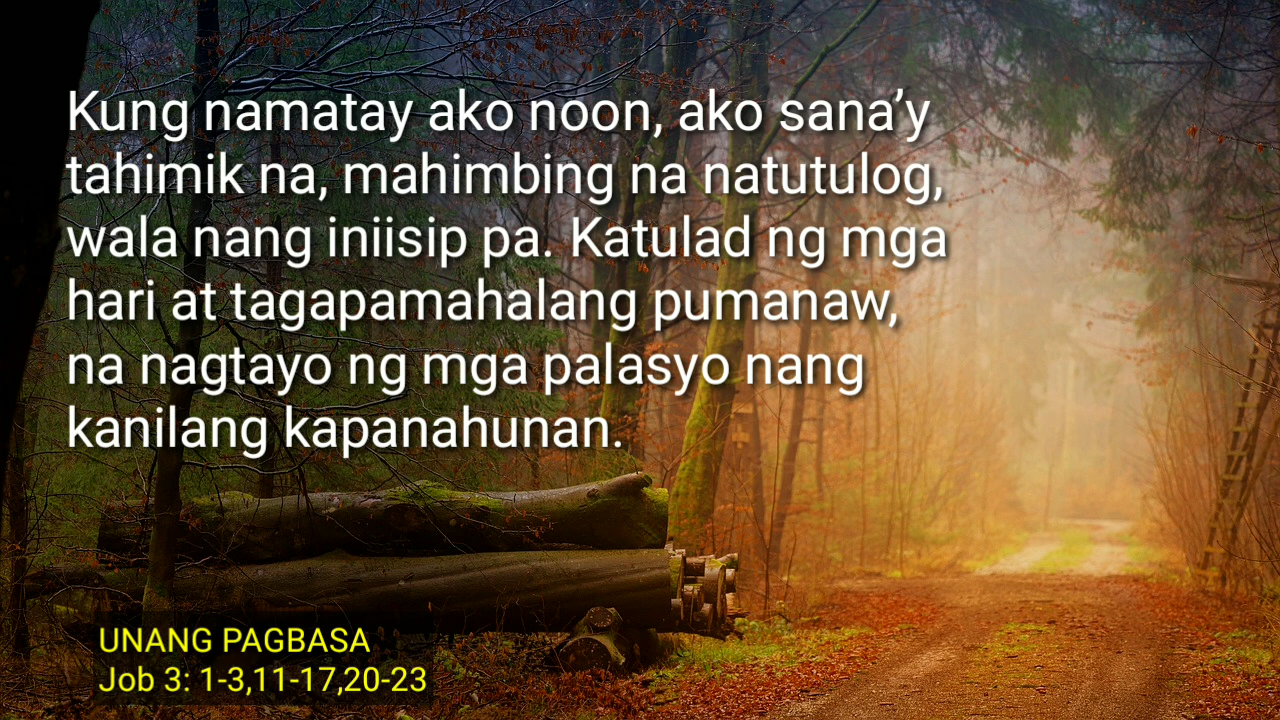 Kung namatay ako noon, ako sana’y
tahimik na, mahimbing na natutulog,
wala nang iniisip pa. Katulad ng mga
hari at tagapamahalang pumanaw,
na nagtayo ng mga palasyo nang
kanilang kapanahunan.
UNANG PAGBASA
Job 3: 1-3,11-17,20-23